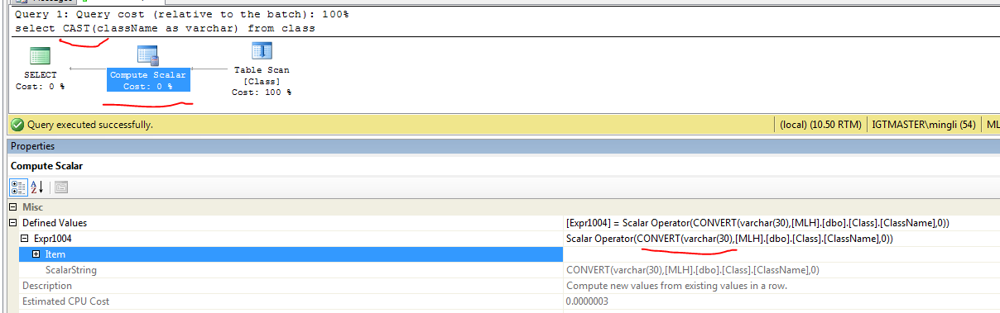 Query 1: Query cost (relative to the batch): 100%
select CAST(className as varchar) from class
SELECT
Cost: 0 %
Compute Scalar
Cost: 0 %
Table Scan
[Class]
Cost: 100 %
Query executed successfully.
(local) (10.50 RTM)
IGTMASTER\mingli (54)
ML
Properties
Compute Scalar
Misc
Defined Values
[Expr1004] = Scalar Operator(CONVERT(varchar(30),[MLH].[dbo].[Class].[ClassName],0))
Expr1004
Scalar Operator(CONVERT(varchar(30),[MLH].[dbo].[Class].[ClassName],0))
Item
ScalarString
CONVERT(varchar(30),[MLH].[dbo].[Class].[ClassName],0)
Description
Compute new values from existing values in a row.
Estimated CPU Cost
0.0000003